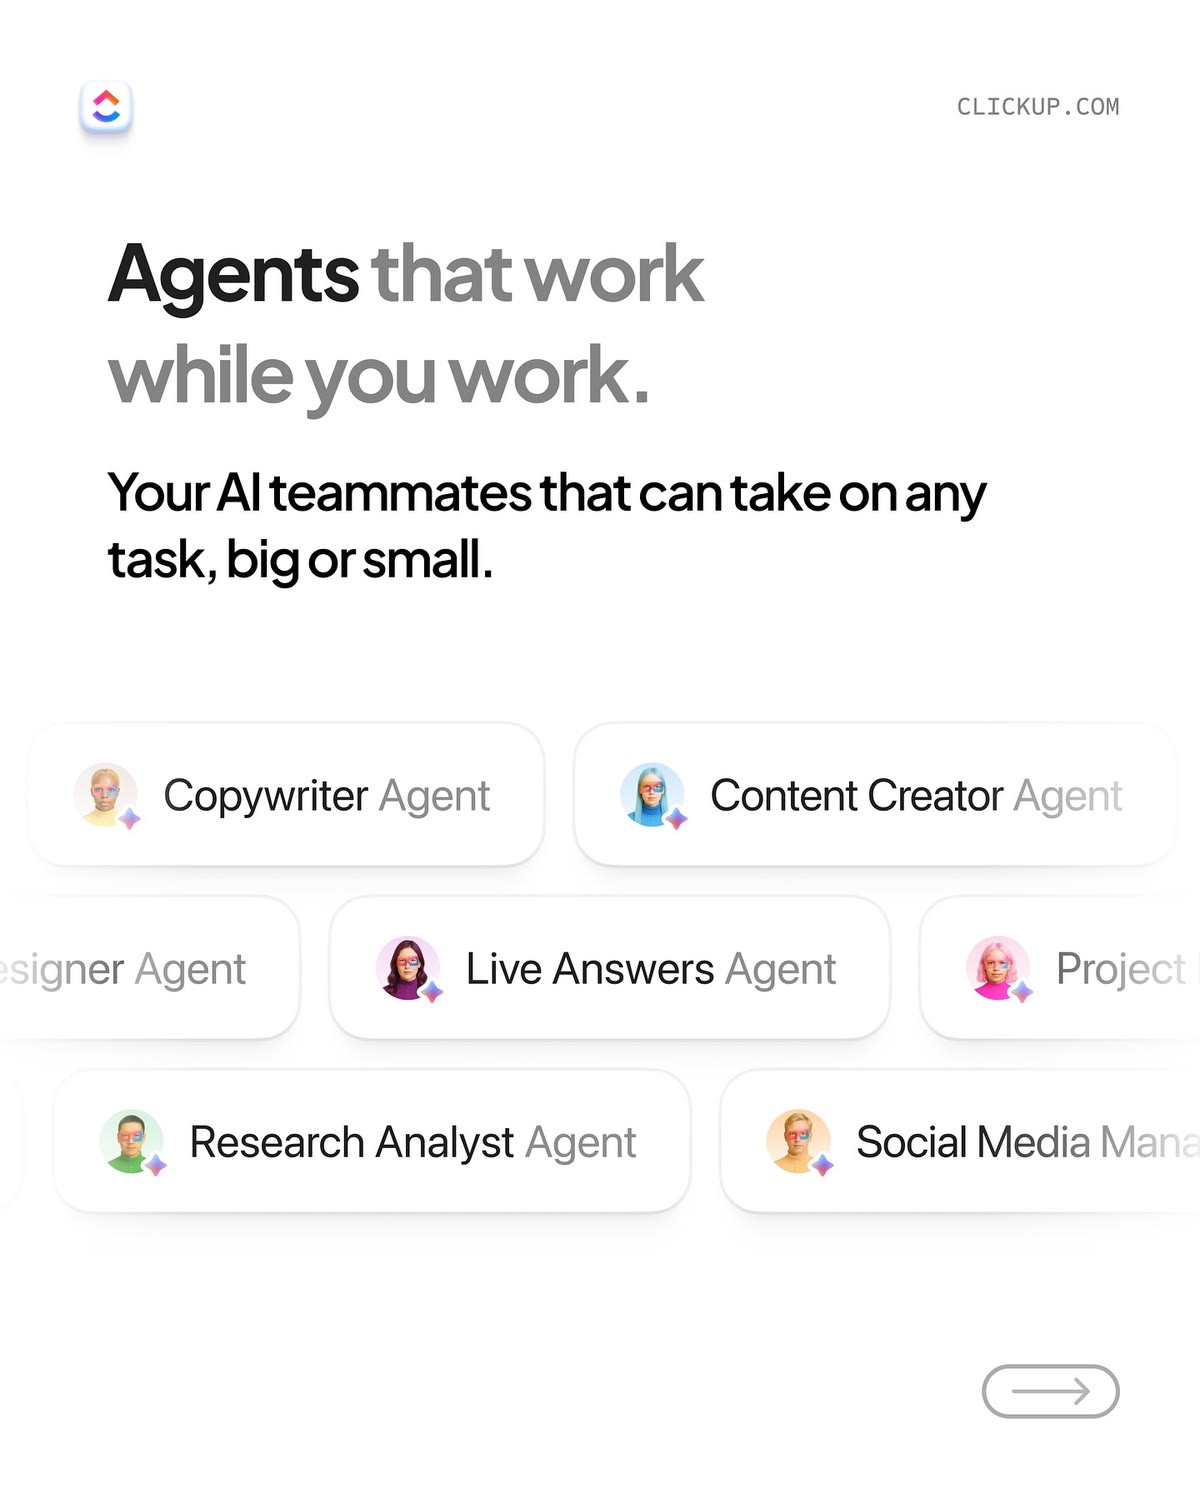 CLICKUP.COM
Agents that work
while you work.
Your AI teammates that can take on any
task, big or small.
Copywriter Agent
Content Creator Agent
esigner Agent
Live Answers Agent
Project
Research Analyst Agent
Social Media Mana